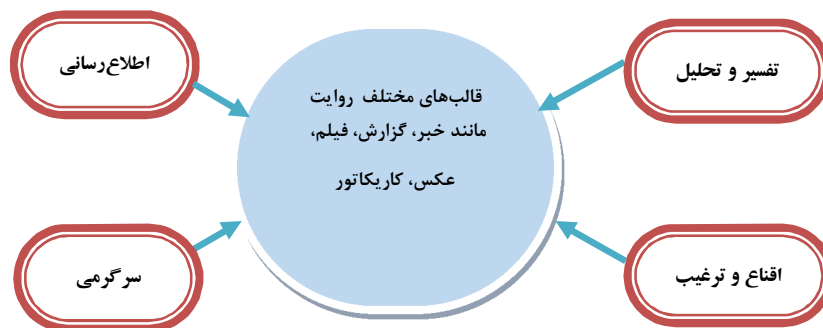 تفسیر و تحلیل
اطلاع‌رسانی
قالب‌های مختلف روایت
مانند خبر، گزارش، فیلم،
عکس، کاریکاتور
اقناع و ترغیب
سرگرمی